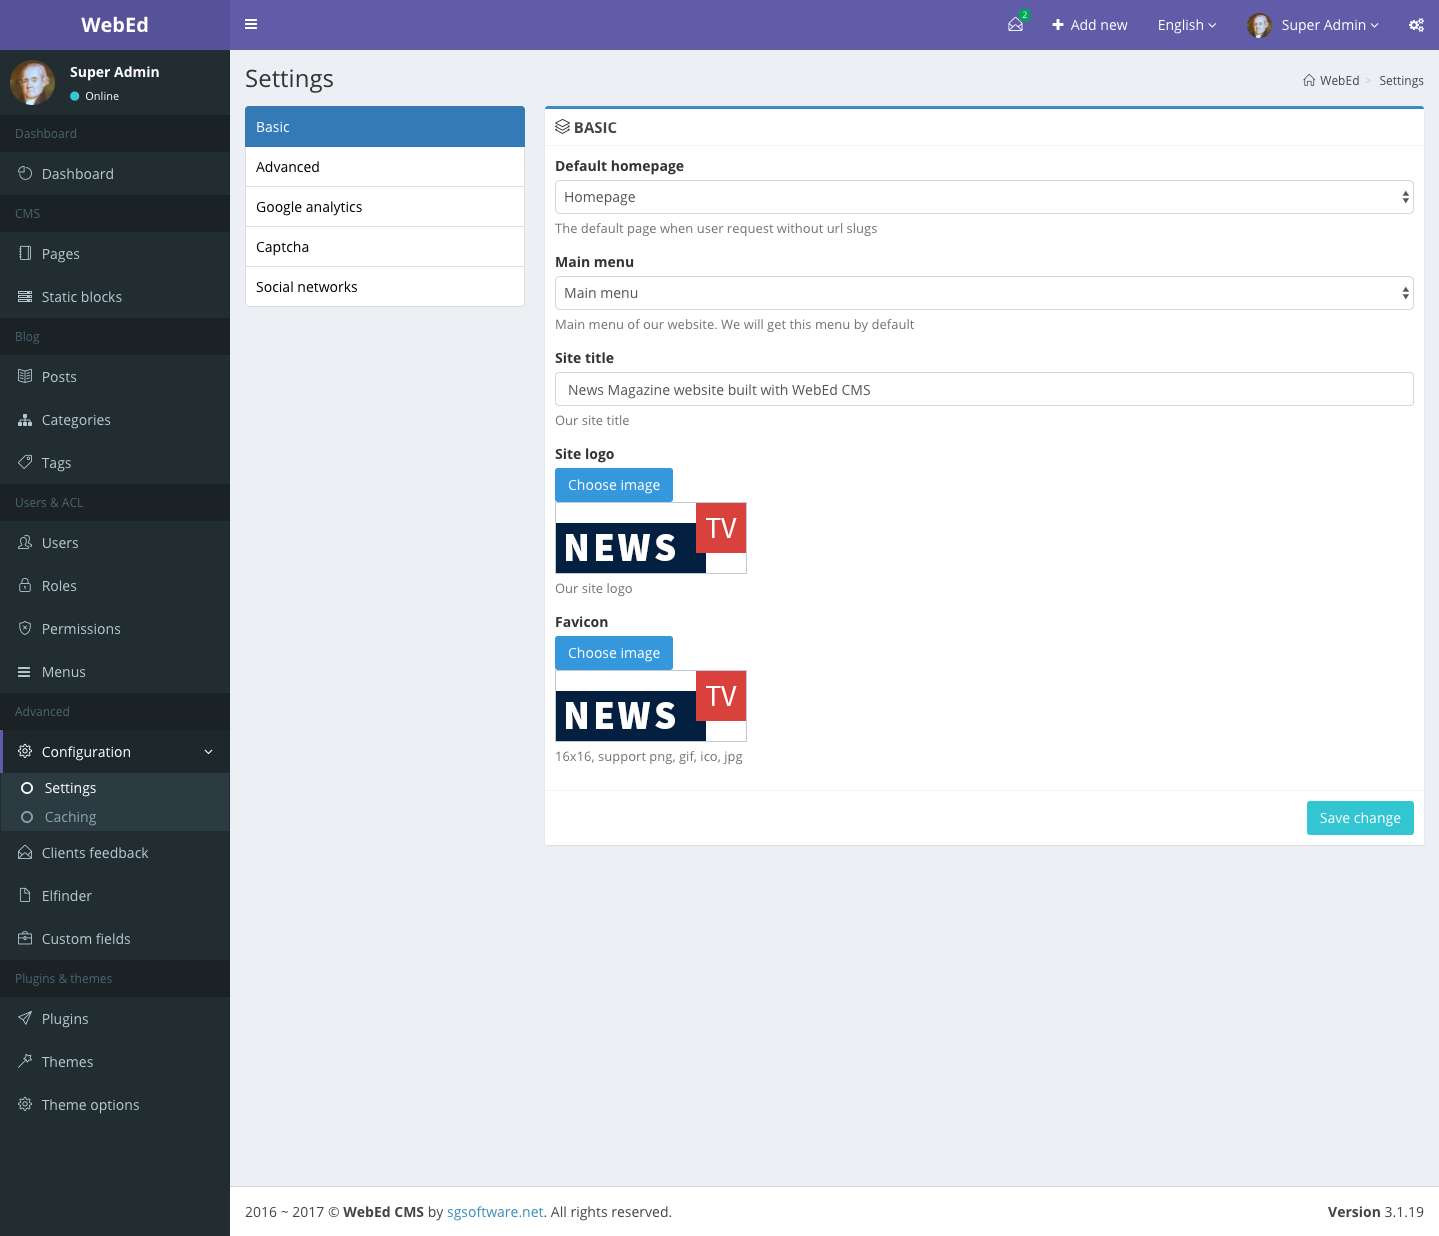 WebEd
2
Add new
English
Super Admin
Super Admin
Online
Dashboard
Dashboard
CMS
Pages
Static blocks
Blog
Posts
Categories
Tags
Users & ACL
Users
Roles
Permissions
Menus
Advanced
Configuration
Settings
Caching
Clients feedback
Elfinder
Custom fields
Plugins & themes
Plugins
Themes
Theme options
Settings
WebEd > Settings
Basic
Advanced
Google analytics
Captcha
Social networks
BASIC
Default homepage
Homepage
The default page when user request without url slugs
Main menu
Main menu
Main menu of our website. We will get this menu by default
Site title
News Magazine website built with WebEd CMS
Our site title
Site logo
Choose image
NEWS TV
Our site logo
Favicon
Choose image
NEWS TV
16x16, support png, gif, ico, jpg
Save change
2016 ~ 2017 © WebEd CMS by sgsoftware.net. All rights reserved.
Version 3.1.19